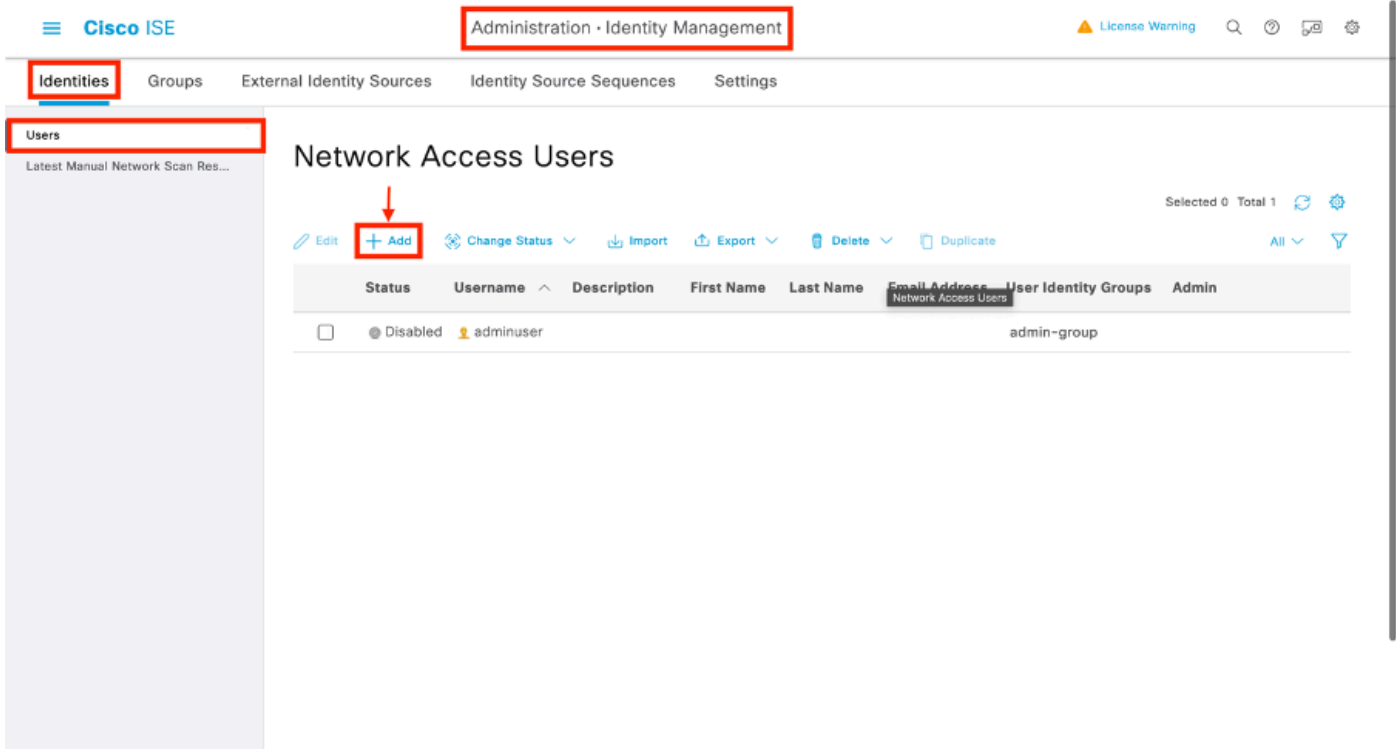 Cisco ISE
Administration · Identity Management
License Warning
Identities Groups External Identity Sources Identity Source Sequences Settings
Users
Latest Manual Network Scan Res...
Network Access Users
Selected 0 Total 1
Edit Add Change Status Import Export Delete Duplicate All
Status Username Description First Name Last Name Email Address User Identity Groups Admin
Network Access Users
Disabled adminuser admin-group